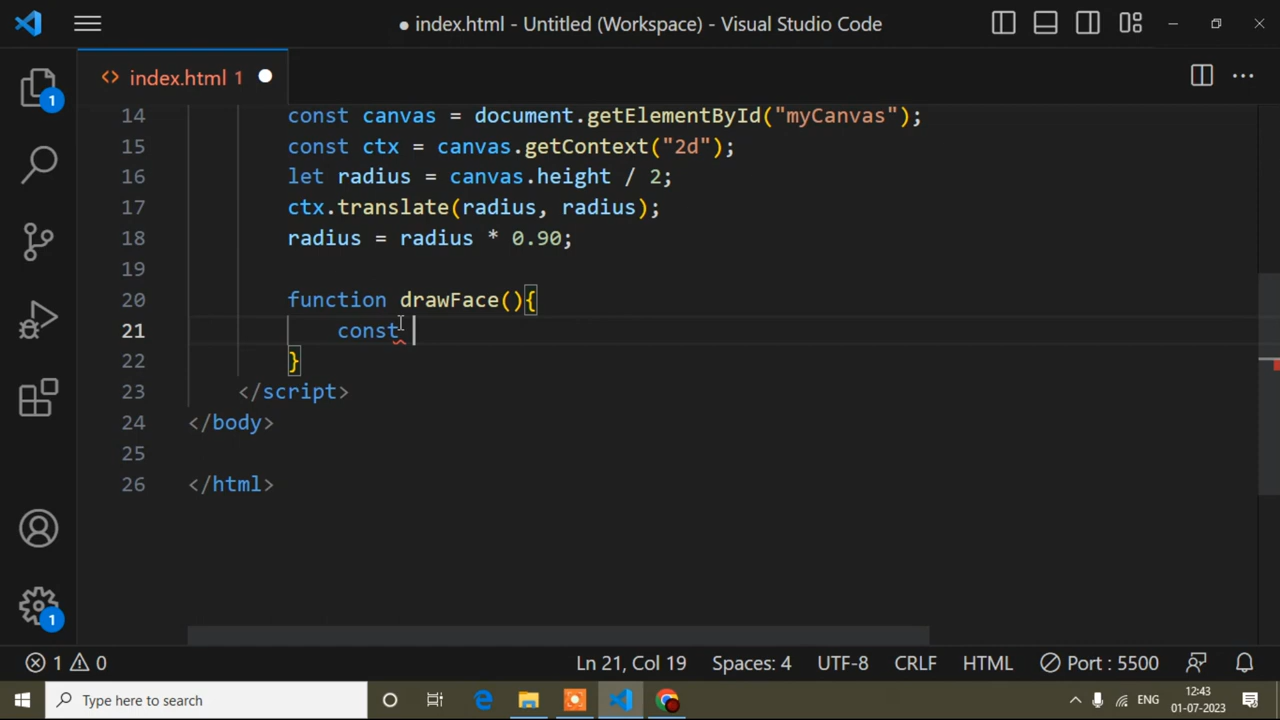 index.html - Untitled (Workspace) - Visual Studio Code
index.html 1
14 const canvas = document.getElementById("myCanvas");
15 const ctx = canvas.getContext("2d");
16 let radius = canvas.height / 2;
17 ctx.translate(radius, radius);
18 radius = radius * 0.90;
19
20 function drawFace(){
21 const
22 }
23 </script>
24 </body>
25
26 </html>
1
1
1 0 Ln 21, Col 19 Spaces: 4 UTF-8 CRLF HTML Port : 5500
Type here to search
ENG
12:43
01-07-2023